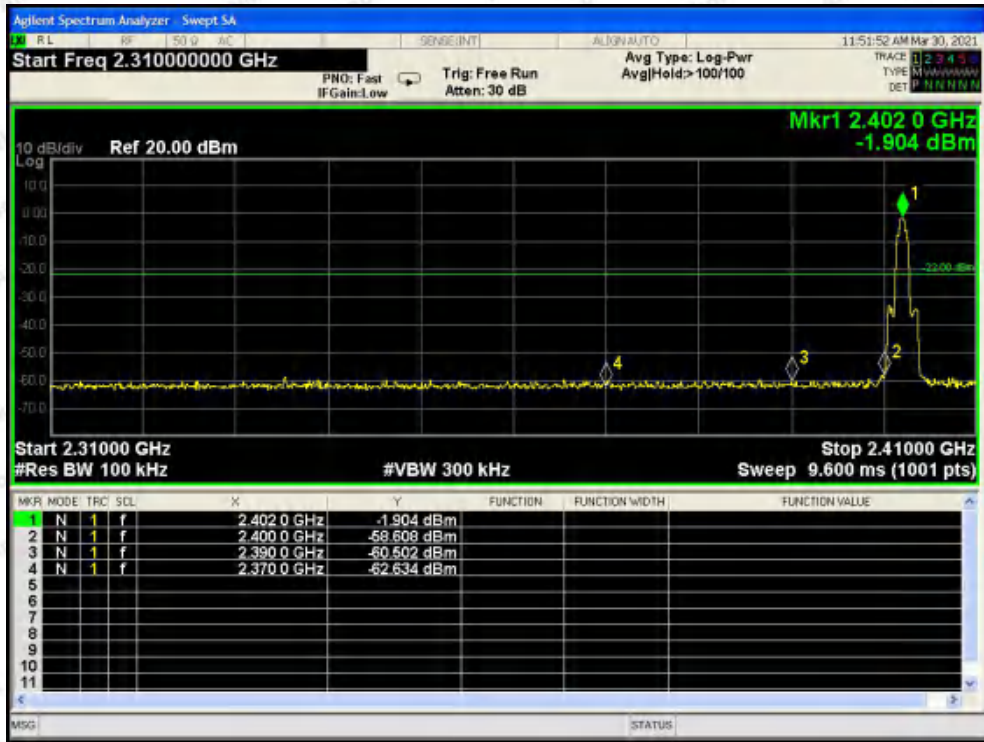 Agilent Spectrum Analyzer - Swept SA
LXI RL RF 50 Ω AC SENSE:INT ALIGN AUTO 11:51:52 AM Mar 30, 2021
Start Freq 2.310000000 GHz
Avg Type: Log-Pwr
TRACE 1 2 3 4 5 6
PNO: Fast Trig: Free Run Avg|Hold:> 100/100
TYPE M
IFGain:Low Atten: 30 dB
DET P N N N N N
Mkr1 2.402 0 GHz
-1.904 dBm
10 dB/div Ref 20.00 dBm
Log
10.0
0.00
-10.0
-20.0
-22.00 dBm
-30.0
-40.0
-50.0
-60.0
-70.0
1
2
3
4
Start 2.31000 GHz Stop 2.41000 GHz
#Res BW 100 kHz #VBW 300 kHz Sweep 9.600 ms (1001 pts)
MKR MODE TRC SCL X Y FUNCTION FUNCTION WIDTH FUNCTION VALUE
1 N 1 f 2.402 0 GHz -1.904 dBm
2 N 1 f 2.400 0 GHz -58.608 dBm
3 N 1 f 2.390 0 GHz -60.502 dBm
4 N 1 f 2.370 0 GHz -62.634 dBm
5
6
7
8
9
10
11
MSG STATUS